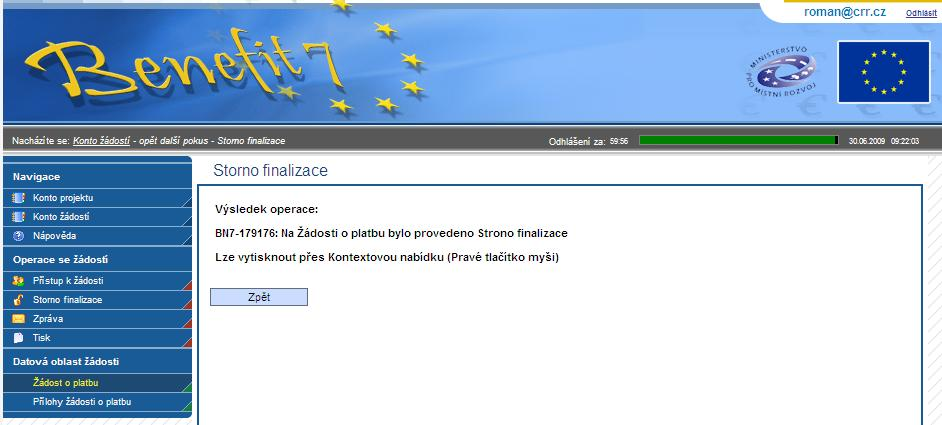 roman@crr.cz Odhlásit
Benefit 7
MINISTERSTVO
PRO MÍSTNÍ ROZVOJ
Nacházíte se: Konto žádostí - opět další pokus - Storno finalizace
Odhlášení za: 59:56
30.06.2009 09:22:03
Navigace
Konto projektu
Konto žádostí
Nápověda
Operace se žádostí
Přístup k žádosti
Storno finalizace
Zpráva
Tisk
Datová oblast žádosti
Žádost o platbu
Přílohy žádosti o platbu
Storno finalizace
Výsledek operace:
BN7-179176: Na Žádosti o platbu bylo provedeno Strono finalizace
Lze vytisknout přes Kontextovou nabídku (Pravé tlačítko myši)
Zpět